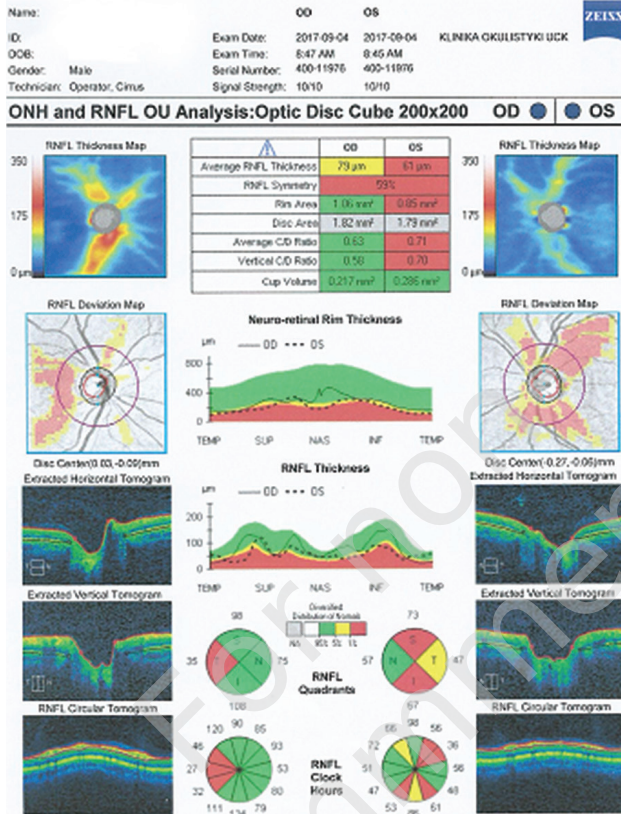 Name: OD OS ZEISS
ID: Exam Date: 2017-09-04 2017-09-04 KLINIKA OKULISTYKI UCK
DOB: Exam Time: 8:47 AM 8:45 AM
Gender: Male Serial Number: 400-11976 400-11976
Technician: Operator, Cirrus Signal Strength: 10/10 10/10
ONH and RNFL OU Analysis:Optic Disc Cube 200x200 OD OS
RNFL Thickness Map OD OS RNFL Thickness Map
350 Average RNFL Thickness 79 µm 61 µm 350
RNFL Symmetry 59%
175 Rim Area 1.06 mm² 0.85 mm² 175
Disc Area 1.82 mm² 1.79 mm²
Average C/D Ratio 0.63 0.71
0 µm Vertical C/D Ratio 0.58 0.70 0 µm
Cup Volume 0.217 mm³ 0.286 mm³
RNFL Deviation Map RNFL Deviation Map
Neuro-retinal Rim Thickness
µm OD OS
800
400
0
TEMP SUP NAS INF TEMP
Disc Center(0.03,-0.09)mm Disc Center(-0.27,-0.06)mm
Extracted Horizontal Tomogram RNFL Thickness Extracted Horizontal Tomogram
µm OD OS
200
100
0
TEMP SUP NAS INF TEMP
Extracted Vertical Tomogram Extracted Vertical Tomogram
Diversified
Distribution of Normals
NA 95% 5% 1%
98 73
S S
35 T N 75 57 N T 47
I I
108 67
RNFL
Quadrants
RNFL Circular Tomogram RNFL Circular Tomogram
120 90 85 98 56
46 93 72 36
27 53 51 56
32 80 47 48
111 79 53 61
RNFL
Clock
Hours
For non